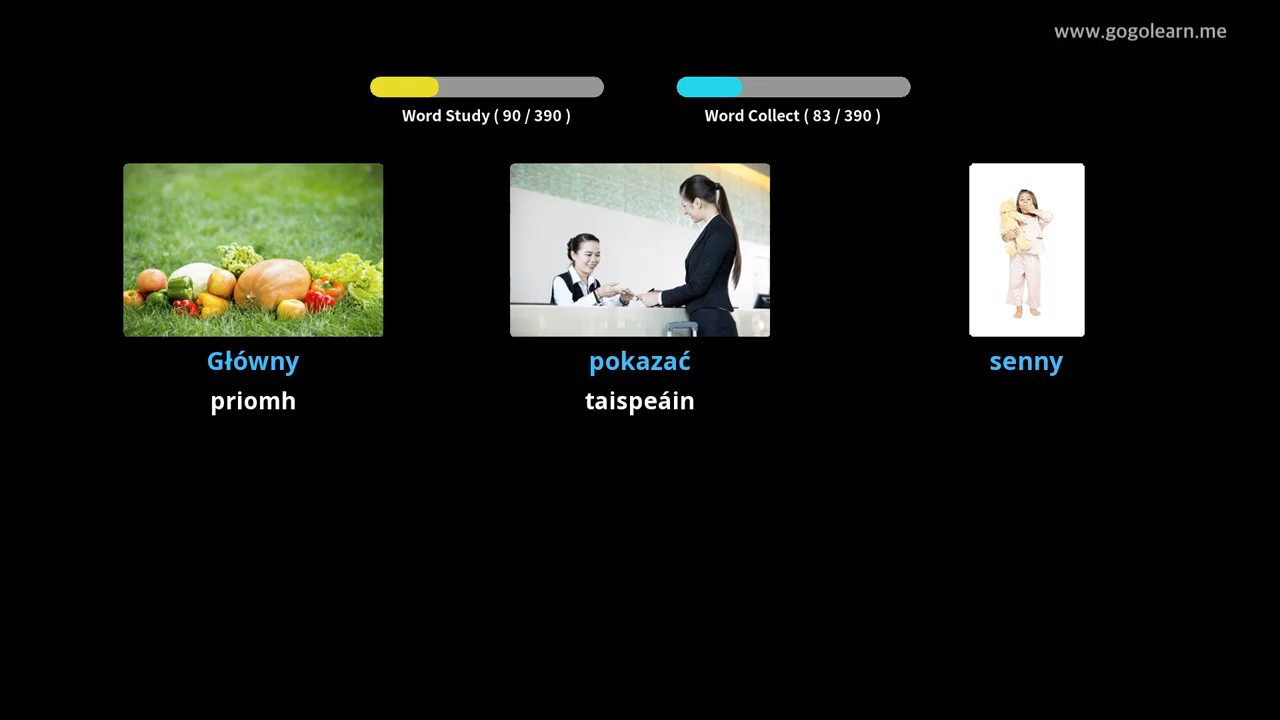 www.gogolearn.me
Word Study ( 90 / 390 )
Word Collect ( 83 / 390 )
Główny
pokazać
senny
priomh
taispeáin